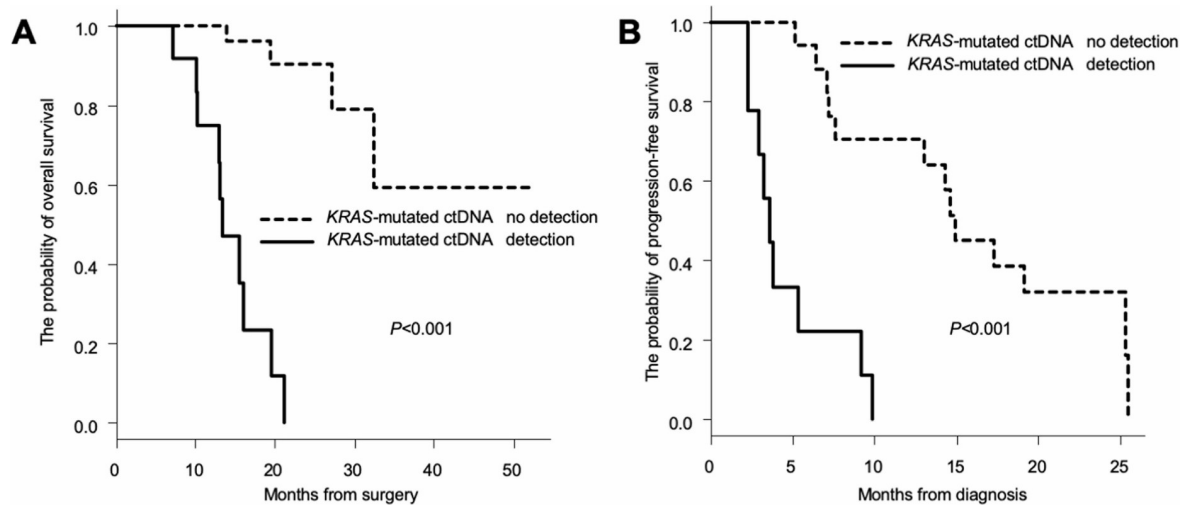 A
The probability of overall survival
1.0
0.8
0.6
0.4
0.2
0.0
KRAS-mutated ctDNA no detection
KRAS-mutated ctDNA detection
P<0.001
0 10 20 30 40 50
Months from surgery
B
The probability of progression-free survival
1.0
0.8
0.6
0.4
0.2
0.0
KRAS-mutated ctDNA no detection
KRAS-mutated ctDNA detection
P<0.001
0 5 10 15 20 25
Months from diagnosis